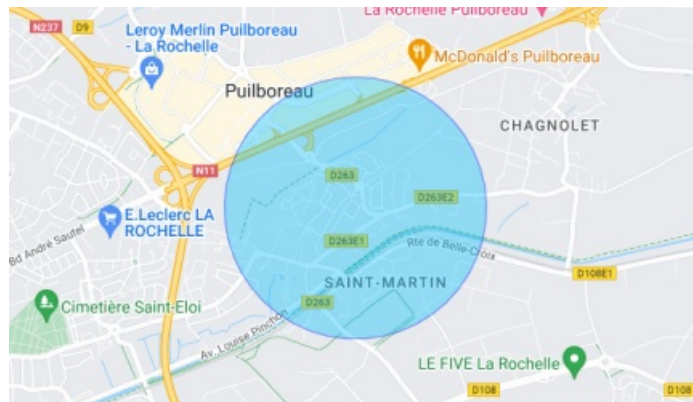 La Rochelle Puilboreau
N237
D9
Leroy Merlin Puilboreau
- La Rochelle
McDonald's Puilboreau
Puilboreau
CHAGNOLET
N11
D263
D263E2
E.Leclerc LA
ROCHELLE
Bd André Sautel
D263E1
Rte de Belle-Croix
D108E1
SAINT-MARTIN
Cimetière Saint-Eloi
D263
Av. Louise Pinchon
LE FIVE La Rochelle
D108
D108